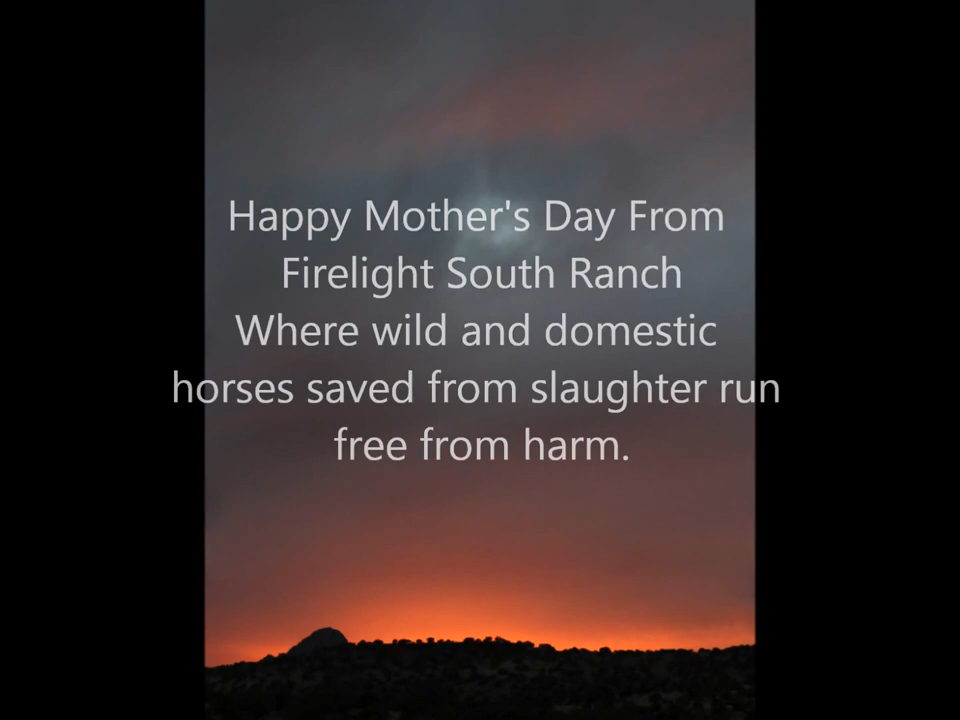 Happy Mother's Day From
Firelight South Ranch
Where wild and domestic
horses saved from slaughter run
free from harm.